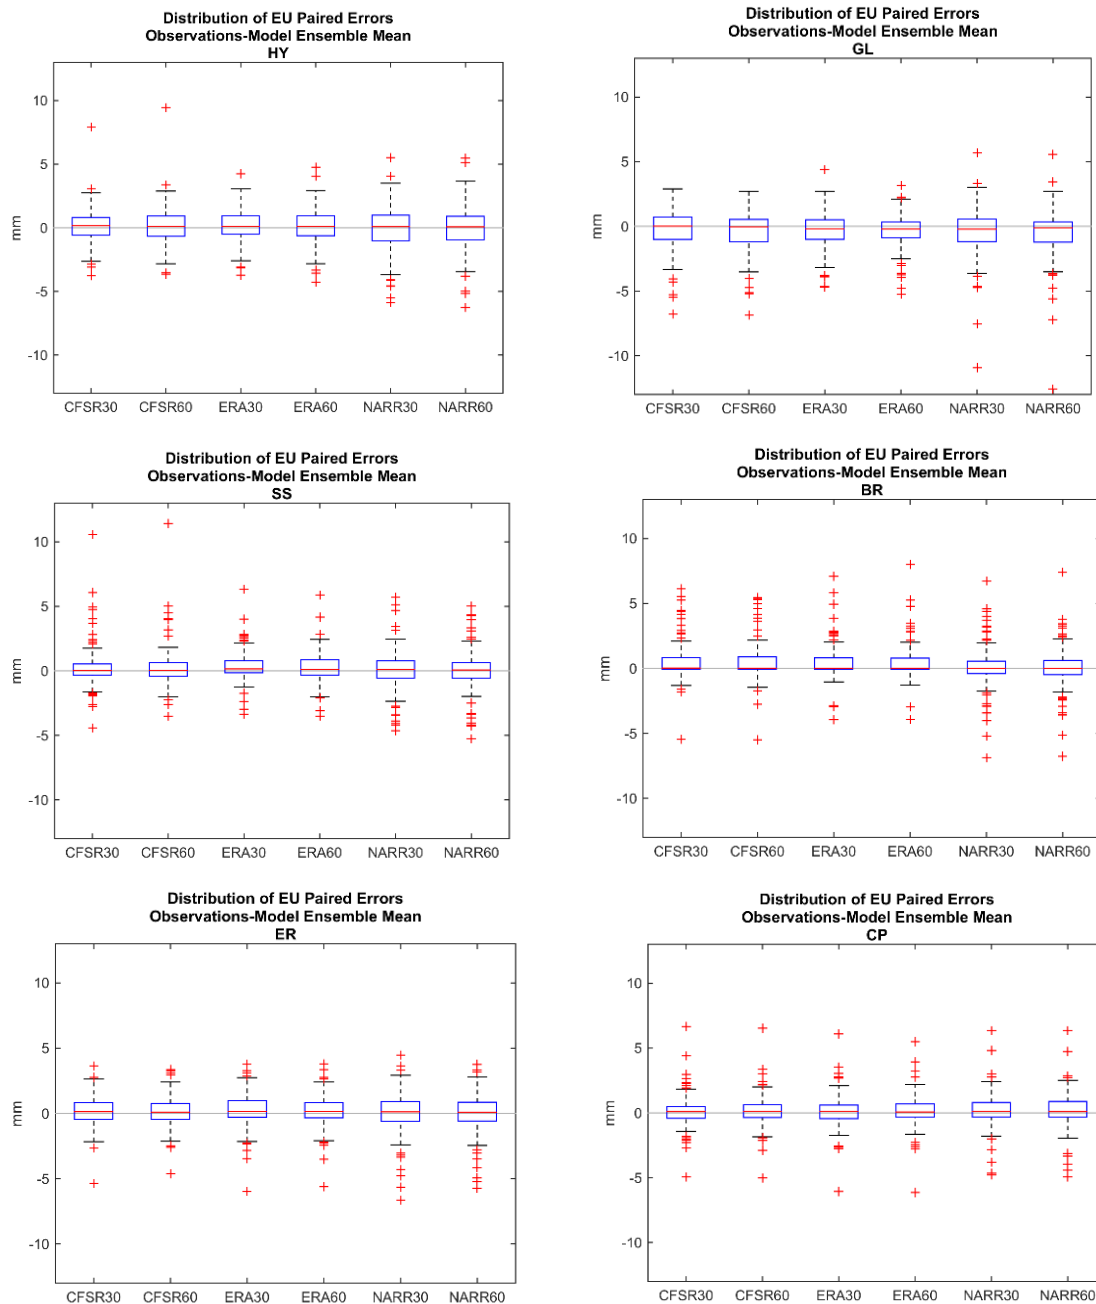 Distribution of EU Paired Errors
Observations-Model Ensemble Mean
HY
10
5
0
-5
-10
mm
CFSR30 CFSR60 ERA30 ERA60 NARR30 NARR60
Distribution of EU Paired Errors
Observations-Model Ensemble Mean
GL
10
5
0
-5
-10
mm
CFSR30 CFSR60 ERA30 ERA60 NARR30 NARR60
Distribution of EU Paired Errors
Observations-Model Ensemble Mean
SS
10
5
0
-5
-10
mm
CFSR30 CFSR60 ERA30 ERA60 NARR30 NARR60
Distribution of EU Paired Errors
Observations-Model Ensemble Mean
BR
10
5
0
-5
-10
mm
CFSR30 CFSR60 ERA30 ERA60 NARR30 NARR60
Distribution of EU Paired Errors
Observations-Model Ensemble Mean
ER
10
5
0
-5
-10
mm
CFSR30 CFSR60 ERA30 ERA60 NARR30 NARR60
Distribution of EU Paired Errors
Observations-Model Ensemble Mean
CP
10
5
0
-5
-10
mm
CFSR30 CFSR60 ERA30 ERA60 NARR30 NARR60